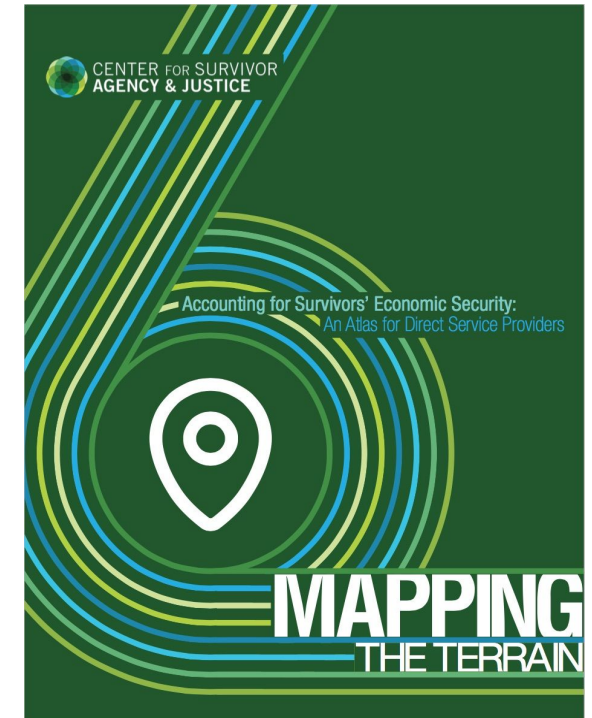 CENTER FOR SURVIVOR
AGENCY & JUSTICE
Accounting for Survivors' Economic Security:
An Atlas for Direct Service Providers
MAPPING
THE TERRAIN